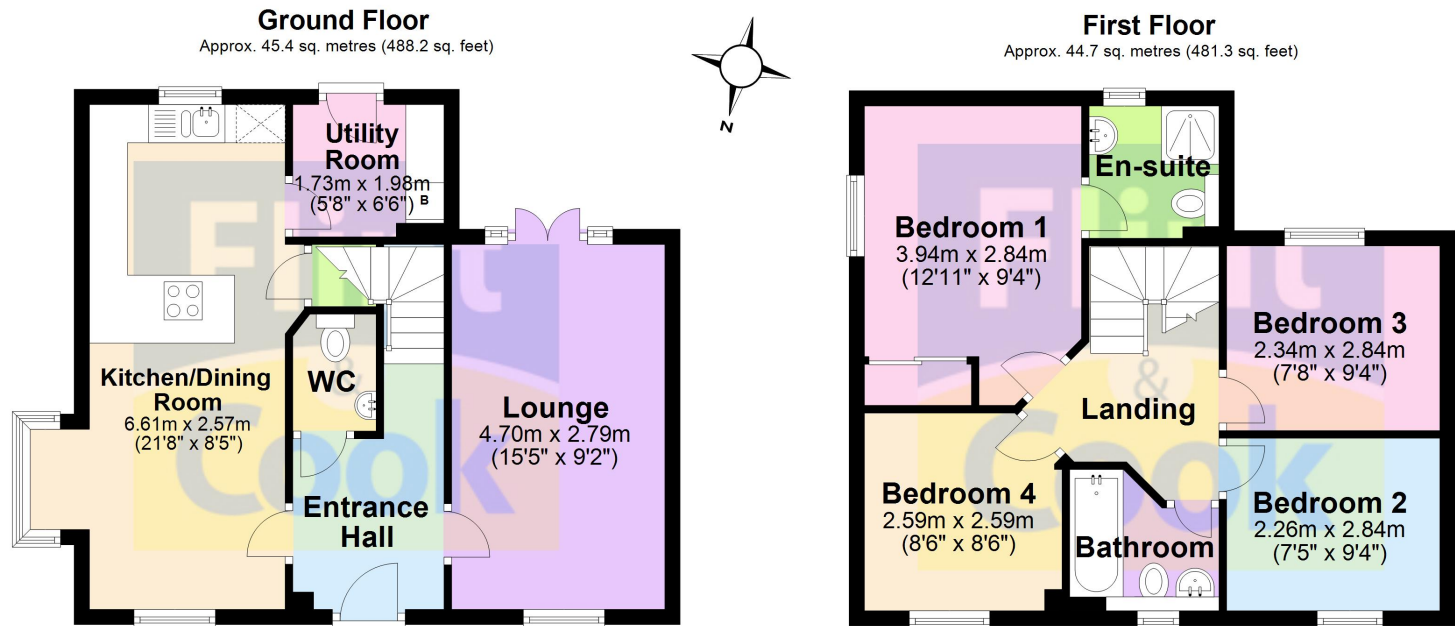 Ground Floor
Approx. 45.4 sq. metres (488.2 sq. feet)
Utility
Room
1.73m x 1.98m
(5'8" x 6'6")
B
Kitchen/Dining
Room
6.61m x 2.57m
(21'8" x 8'5")
WC
Lounge
4.70m x 2.79m
(15'5" x 9'2")
Entrance
Hall
Flint
&
Cook
N
First Floor
Approx. 44.7 sq. metres (481.3 sq. feet)
En-suite
Bedroom 1
3.94m x 2.84m
(12'11" x 9'4")
Bedroom 3
2.34m x 2.84m
(7'8" x 9'4")
Landing
Bedroom 4
2.59m x 2.59m
(8'6" x 8'6")
Bathroom
Bedroom 2
2.26m x 2.84m
(7'5" x 9'4")
Flint
&
Cook